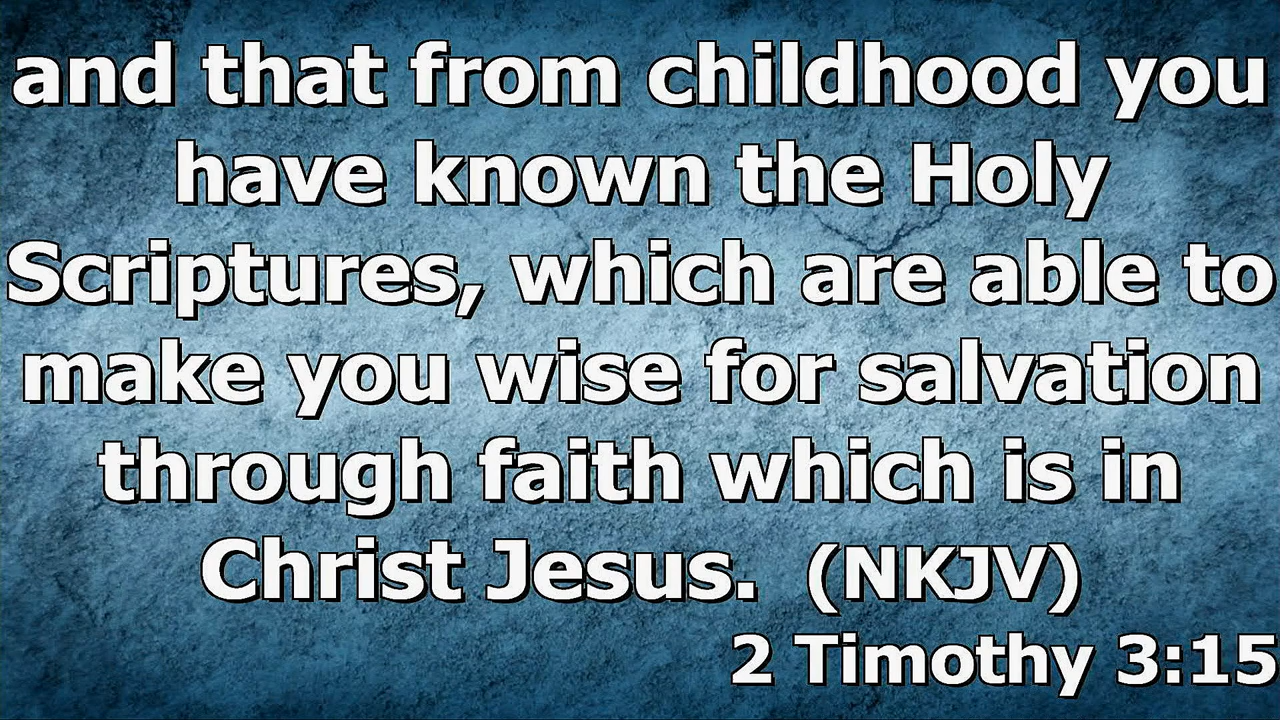 and that from childhood you
have known the Holy
Scriptures, which are able to
make you wise for salvation
through faith which is in
Christ Jesus.  (NKJV)
2 Timothy 3:15